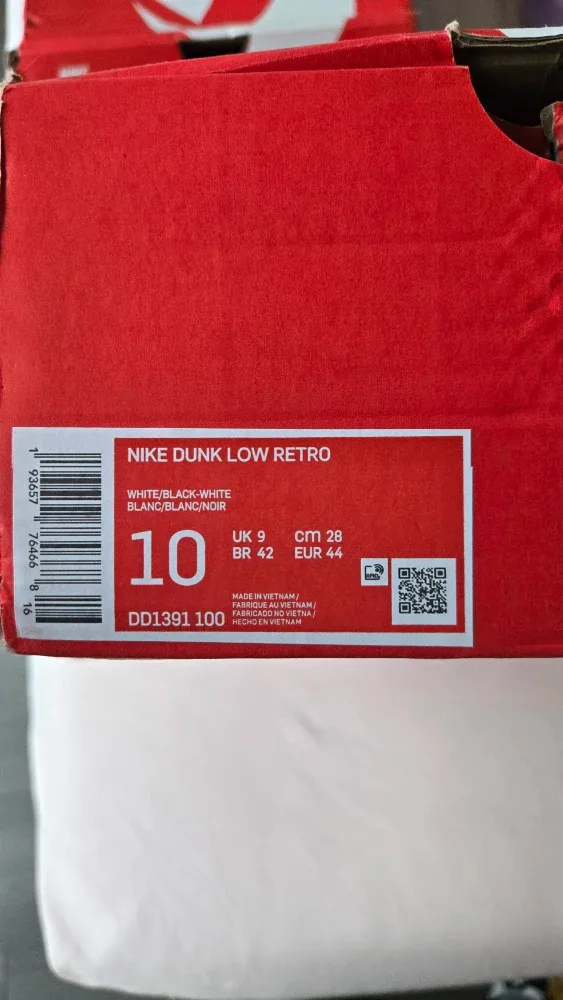 NIKE DUNK LOW RETRO
WHITE/BLACK-WHITE
BLANC/BLANC/NOIR
10
UK 9
CM 28
BR 42
EUR 44
DD1391 100
MADE IN VIETNAM /
FABRIQUE AU VIETNAM /
FABRICADO NO VIETNA /
HECHO EN VIETNAM
1 93657 76466 8 16